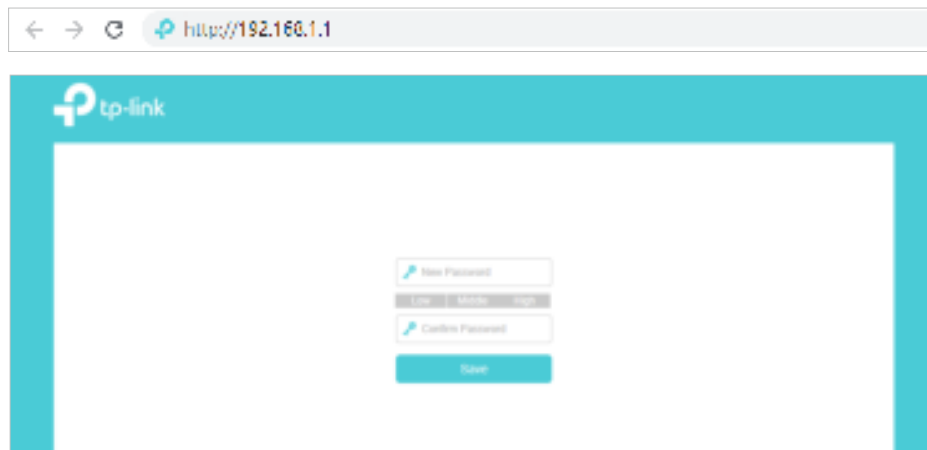 http://192.168.1.1
tp-link
New Password
Low Middle High
Confirm Password
Save